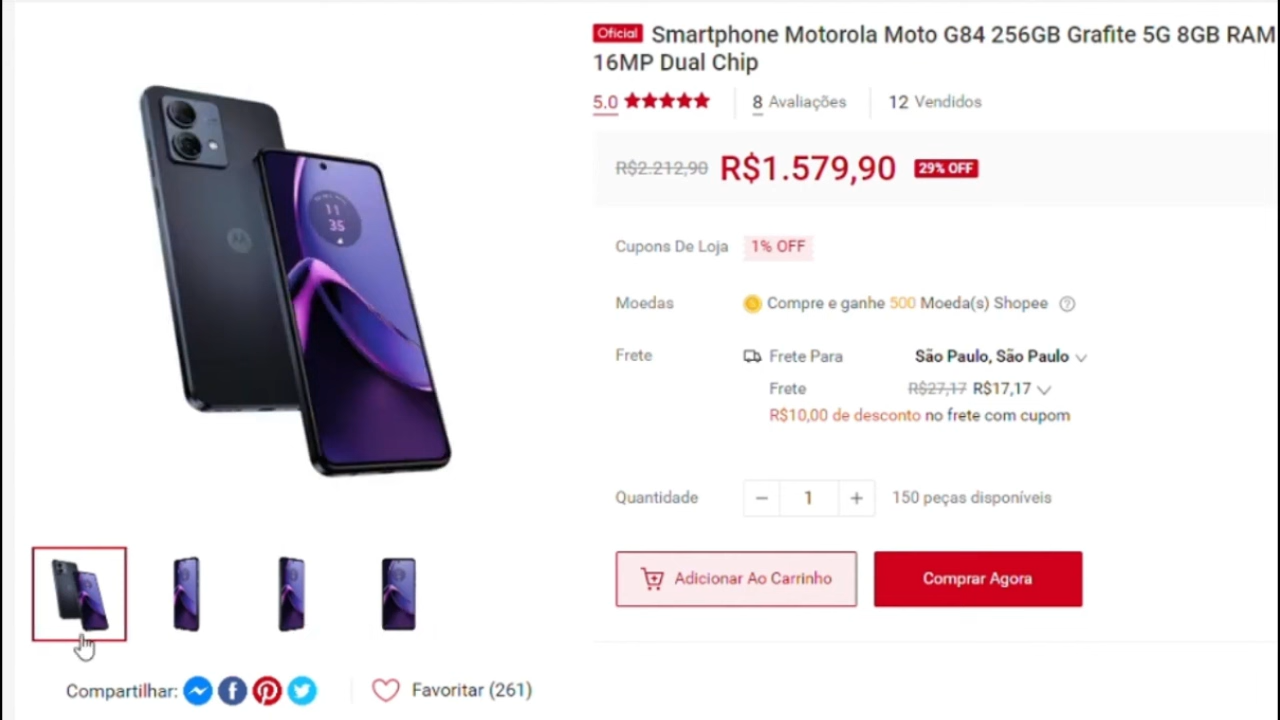 Oficial Smartphone Motorola Moto G84 256GB Grafite 5G 8GB RAM
16MP Dual Chip
5.0 8 Avaliações 12 Vendidos
R$2.212,90 R$1.579,90 29% OFF
Cupons De Loja 1% OFF
Moedas Compre e ganhe 500 Moeda(s) Shopee ?
Frete Frete Para São Paulo, São Paulo
Frete R$27,17 R$17,17
R$10,00 de desconto no frete com cupom
Quantidade − 1 + 150 peças disponíveis
Adicionar Ao Carrinho Comprar Agora
11
35
Compartilhar: Favoritar (261)